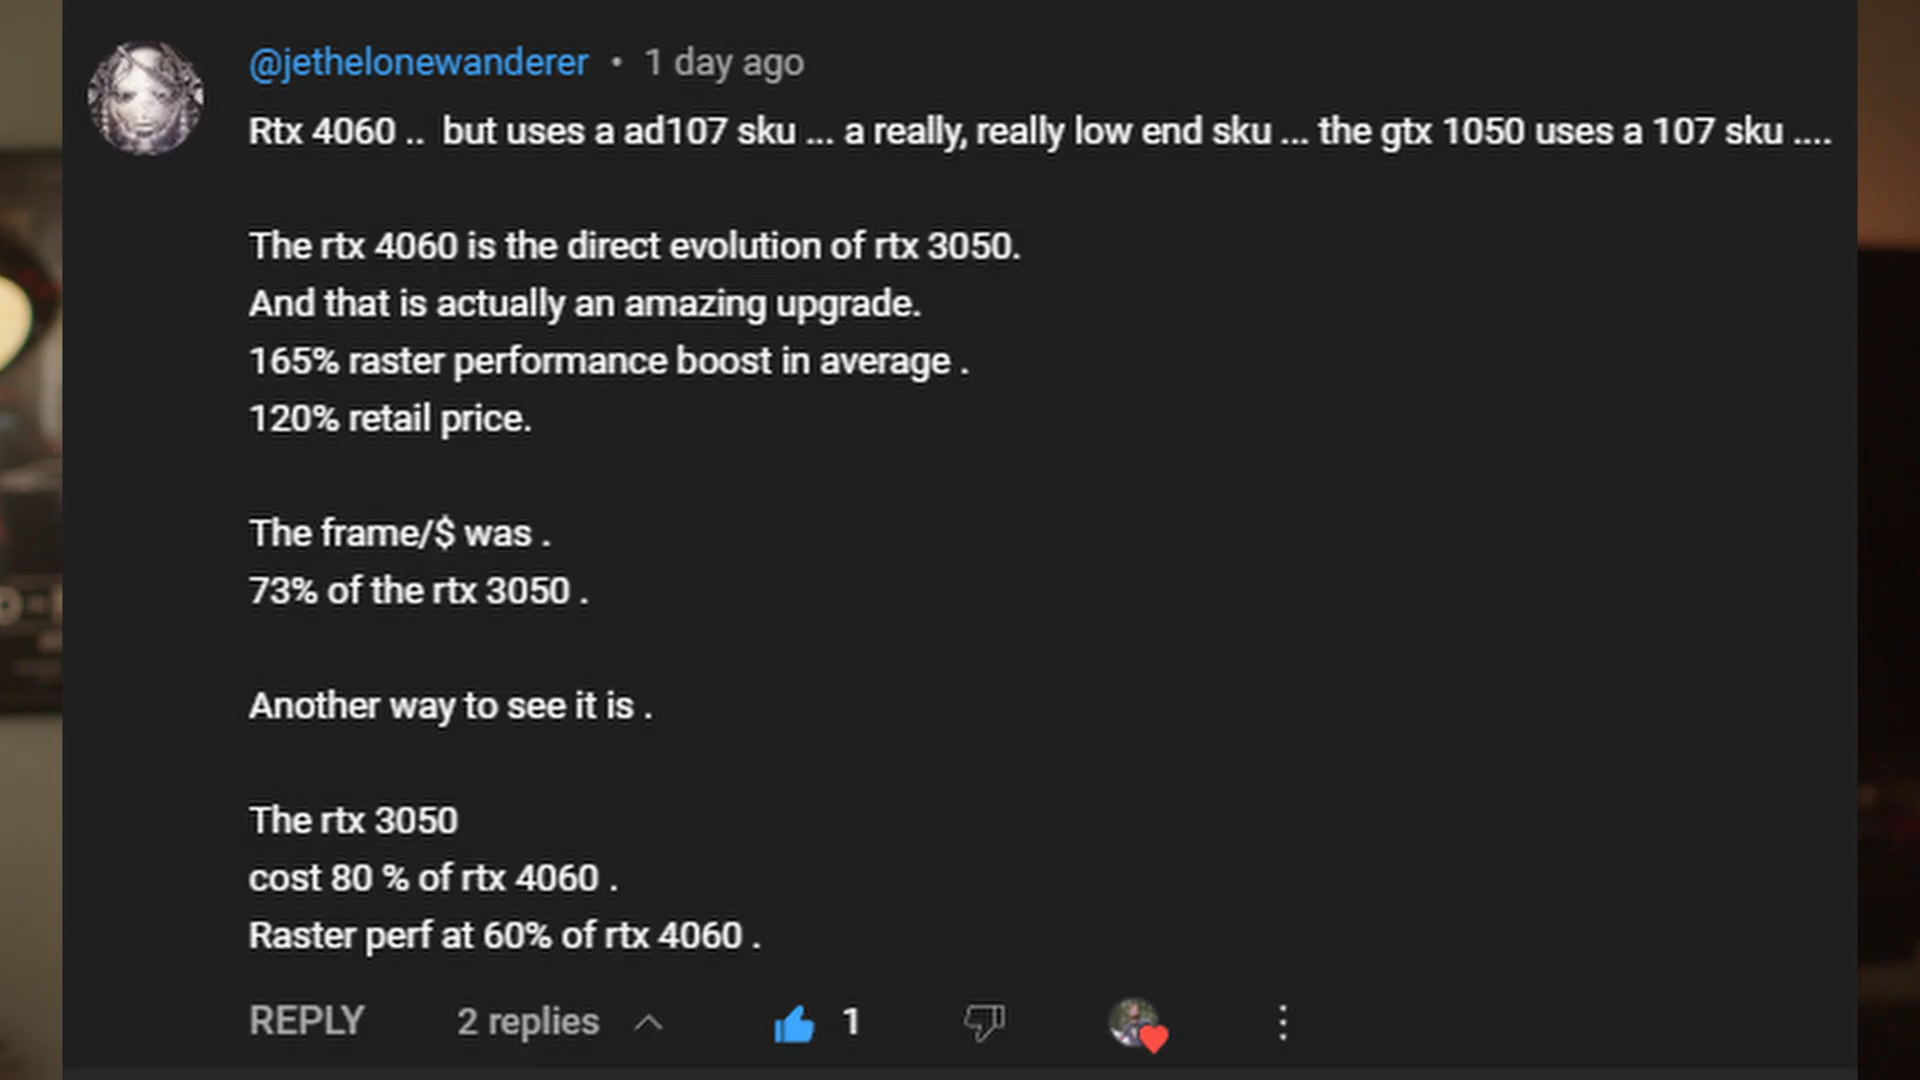 @jethelonewanderer • 1 day ago
Rtx 4060 .. but uses a ad107 sku ... a really, really low end sku ... the gtx 1050 uses a 107 sku ....
The rtx 4060 is the direct evolution of rtx 3050.
And that is actually an amazing upgrade.
165% raster performance boost in average .
120% retail price.
The frame/$ was .
73% of the rtx 3050 .
Another way to see it is .
The rtx 3050
cost 80 % of rtx 4060 .
Raster perf at 60% of rtx 4060 .
REPLY 2 replies 1